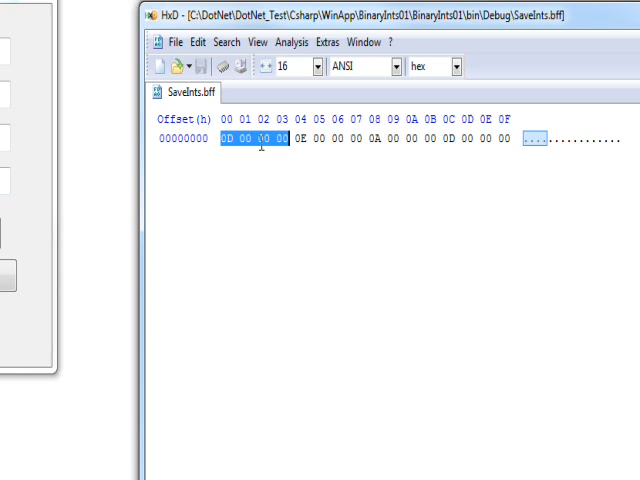 HxD - [C:\DotNet\DotNet_Test\Csharp\WinApp\BinaryInts01\BinaryInts01\bin\Debug\SaveInts.bff]
File Edit Search View Analysis Extras Window ?
16 ANSI hex
SaveInts.bff
Offset(h) 00 01 02 03 04 05 06 07 08 09 0A 0B 0C 0D 0E 0F
00000000 0D 00 00 00 0E 00 00 00 0A 00 00 00 0D 00 00 00 ................